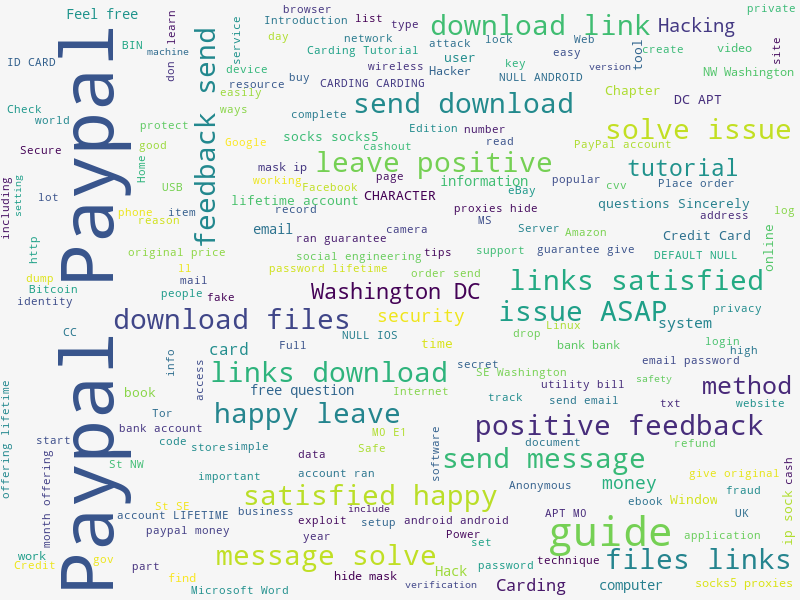 browser
private
Feel free
Introduction
list
type
download link
Hacking
BIN
don learn
service
day
network
attack
lock
Web
tool
create
video
site
machine
Carding Tutorial
user
easy
ID CARD
Paypal Paypal
feedback send
device
wireless
Hacker
key
NULL ANDROID
version
NW Washington
resource
buy
CARDING CARDING
easily
send download
Chapter
DC APT
Check
world
protect
ways
complete
Edition
number
solve issue
Secure
good
Google
socks socks5
cashout
read
PayPal account
Home
mask ip
leave positive
page
information
popular
tutorial
including
setting
USB
working
Facebook
CHARACTER
eBay
cvv
Place order
lot
lifetime account
questions Sincerely
phone
item
record
proxies hide
address
log
reason
email
camera
MS
Server
Amazon
Credit Card
http
ran guarantee
original price
social engineering
tips
support
guarantee give
DEFAULT NULL
online
ll
password lifetime
order send
dump
mail
links satisfied
Bitcoin
people
fake
Washington DC
identity
issue ASAP
privacy
download files
security
system
CC
NULL IOS
drop
Linux
card
Full
time
bank bank
login
high
info
access
links download
secret
email password
SE Washington
safety
free question
Internet
utility bill
method
book
track
send email
txt
website
offering lifetime
Tor
happy leave
start
bank account
positive feedback
code
MO E1
document
refund
store
simple
Safe
software
data
send message
St NW
month offering
important
account ran
give original
cash
satisfied happy
Anonymous
money
fraud
ebook
Window
St SE
include
account LIFETIME
business
exploit
setup
android android
APT MO
UK
ip sock
paypal money
year
Power
guide
application
work
message solve
set
Credit
gov
part
technique
files links
find
hide mask
Hack
password
verification
Carding
computer
socks5 proxies
Microsoft Word